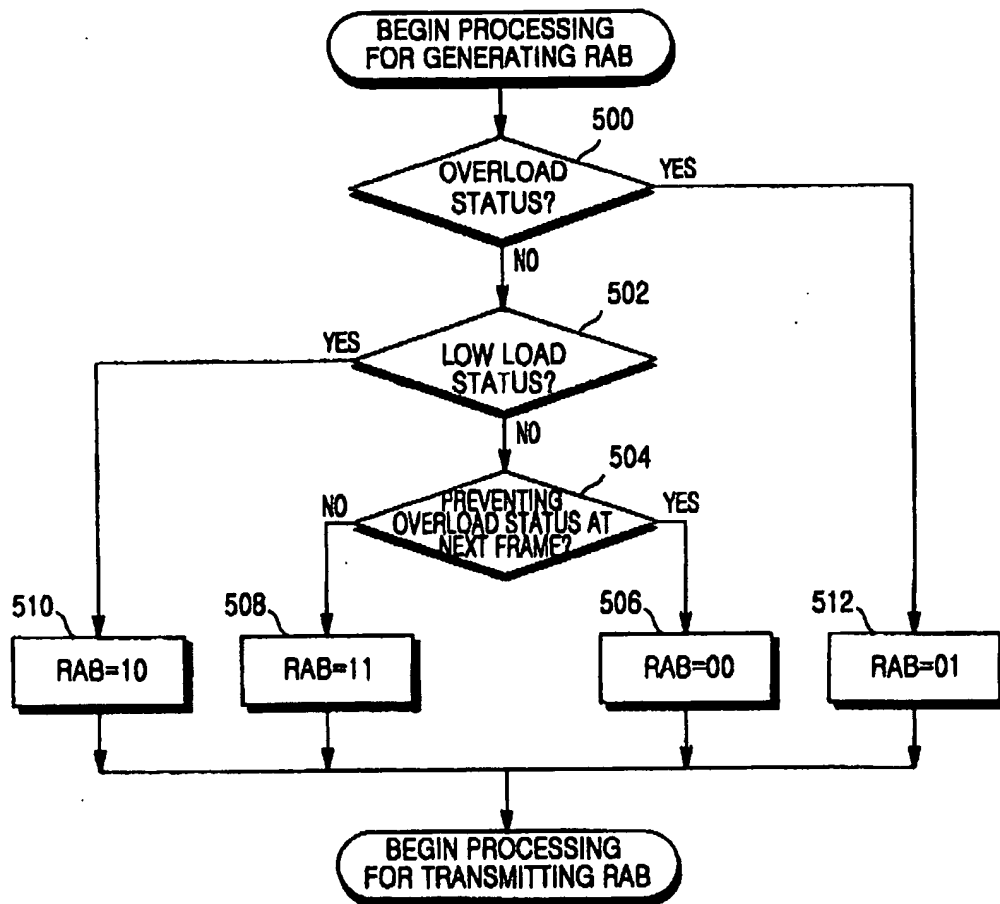 BEGIN PROCESSING
FOR GENERATING RAB
500
OVERLOAD
STATUS?
YES
NO
502
YES
LOW LOAD
STATUS?
NO
504
NO
PREVENTING
OVERLOAD STATUS AT
NEXT FRAME?
YES
510
RAB=10
508
RAB=11
506
RAB=00
512
RAB=01
BEGIN PROCESSING
FOR TRANSMITTING RAB